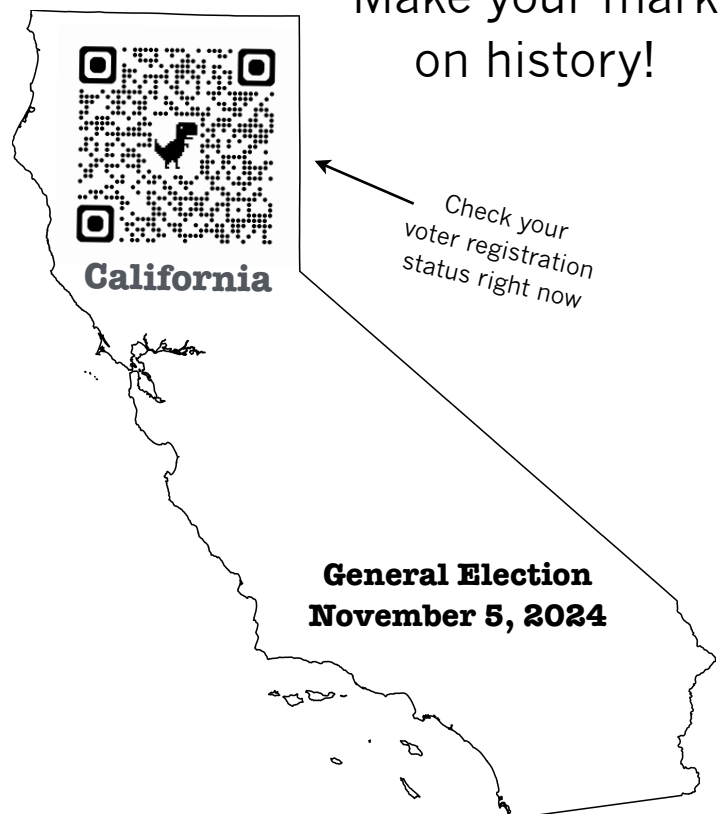 Make your mark
on history!
Check your
voter registration
status right now
California
General Election
November 5, 2024